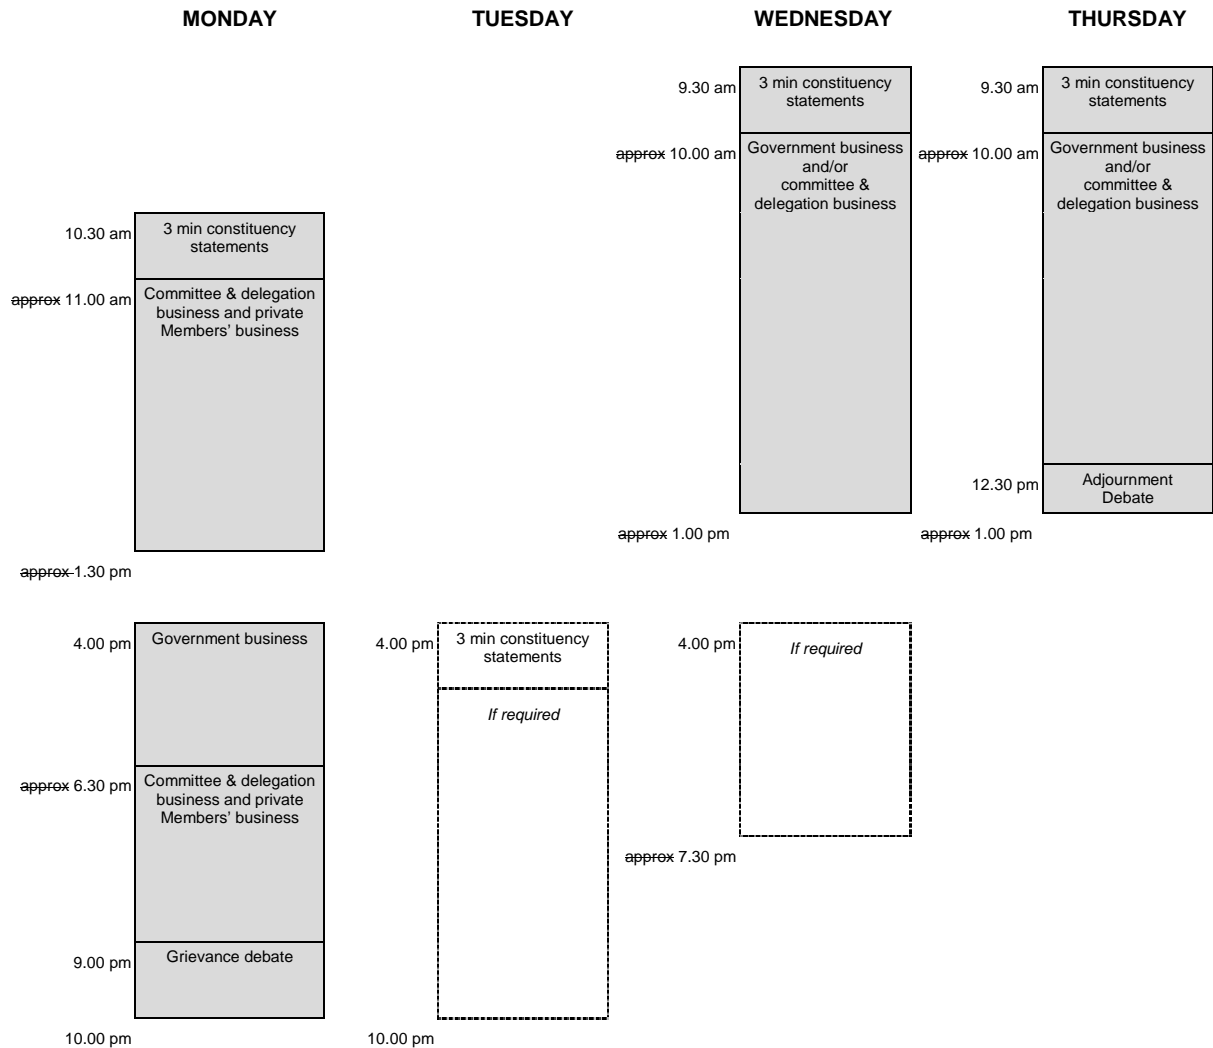 MONDAY
10.30 am
3 min constituency
statements
approx 11.00 am
Committee & delegation
business and private
Members’ business
approx 1.30 pm
4.00 pm
Government business
approx 6.30 pm
Committee & delegation
business and private
Members’ business
9.00 pm
Grievance debate
10.00 pm
TUESDAY
4.00 pm
3 min constituency
statements
If required
10.00 pm
WEDNESDAY
9.30 am
3 min constituency
statements
approx 10.00 am
Government business
and/or
committee &
delegation business
approx 1.00 pm
4.00 pm
If required
approx 7.30 pm
THURSDAY
9.30 am
3 min constituency
statements
approx 10.00 am
Government business
and/or
committee &
delegation business
12.30 pm
Adjournment
Debate
approx 1.00 pm